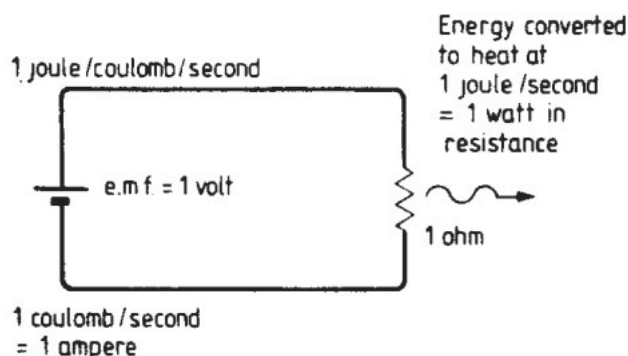 Energy converted
to heat at
1 joule/second
= 1 watt in
resistance
1 joule/coulomb/second
e.m f. = 1 volt
1 ohm
1 coulomb/second
= 1 ampere